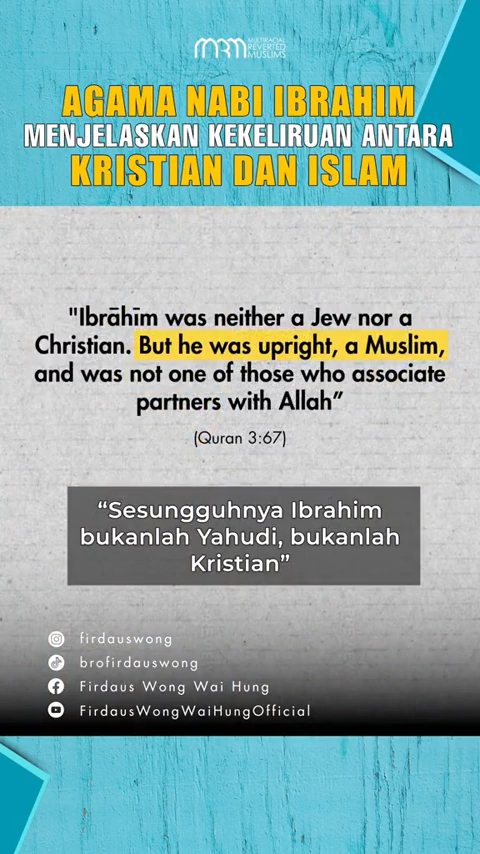 MULTIRACIAL
REVERTED
MUSLIMS
AGAMA NABI IBRAHIM
MENJELASKAN KEKELIRUAN ANTARA
KRISTIAN DAN ISLAM
"Ibrāhīm was neither a Jew nor a
Christian. But he was upright, a Muslim,
and was not one of those who associate
partners with Allah”
(Quran 3:67)
“Sesungguhnya Ibrahim
bukanlah Yahudi, bukanlah
Kristian”
firdauswong
brofirdauswong
Firdaus Wong Wai Hung
FirdausWongWaiHungOfficial